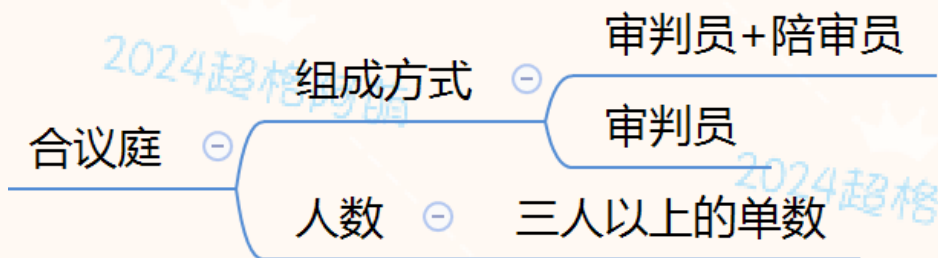 审判员+陪审员
组成方式
审判员
合议庭
人数
三人以上的单数
2024超格
2024超格